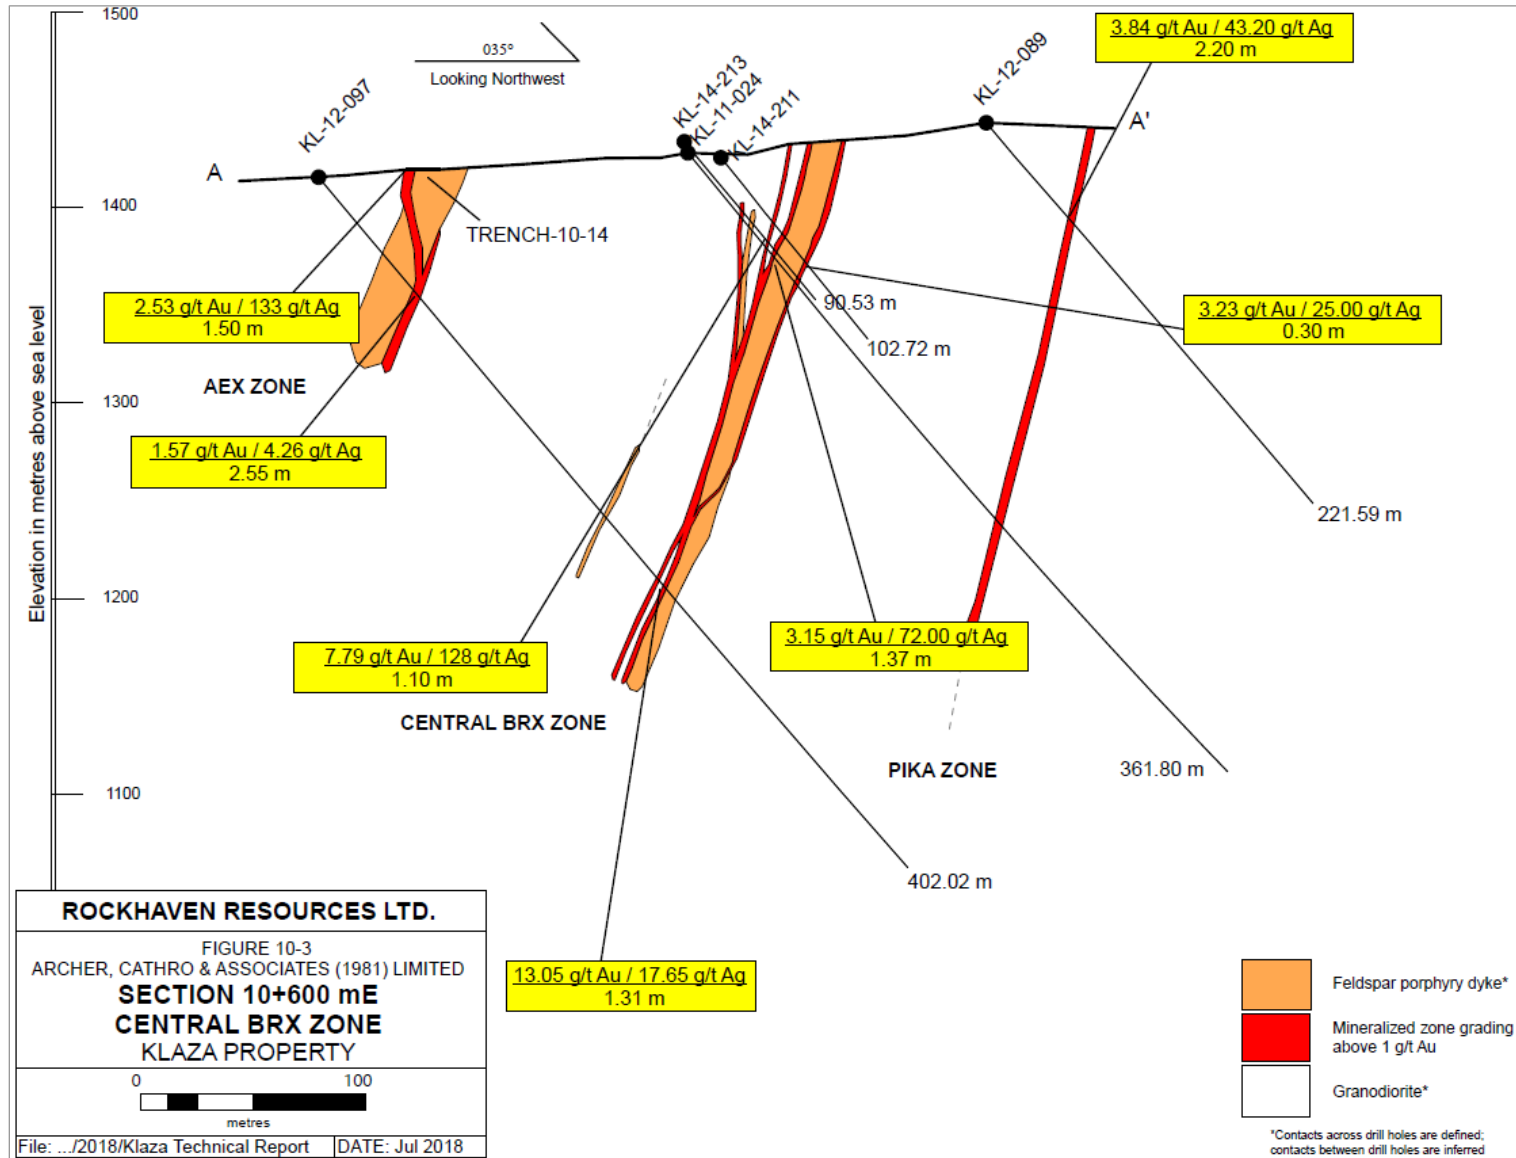 1500
3.84 g/t Au / 43.20 g/t Ag
2.20 m
035°
Looking Northwest
KL-12-097
KL-14-213
KL-11-024
KL-14-211
KL-12-089
A
A'
1400
TRENCH-10-14
2.53 g/t Au / 133 g/t Ag
1.50 m
90.53 m
3.23 g/t Au / 25.00 g/t Ag
0.30 m
102.72 m
AEX ZONE
1300
1.57 g/t Au / 4.26 g/t Ag
2.55 m
Elevation in metres above sea level
221.59 m
1200
7.79 g/t Au / 128 g/t Ag
1.10 m
3.15 g/t Au / 72.00 g/t Ag
1.37 m
CENTRAL BRX ZONE
PIKA ZONE
361.80 m
1100
402.02 m
13.05 g/t Au / 17.65 g/t Ag
1.31 m
ROCKHAVEN RESOURCES LTD.
FIGURE 10-3
ARCHER, CATHRO & ASSOCIATES (1981) LIMITED
SECTION 10+600 mE
CENTRAL BRX ZONE
KLAZA PROPERTY
0 100
metres
File: .../2018/Klaza Technical Report DATE: Jul 2018
Feldspar porphyry dyke*
Mineralized zone grading
above 1 g/t Au
Granodiorite*
*Contacts across drill holes are defined;
contacts between drill holes are inferred